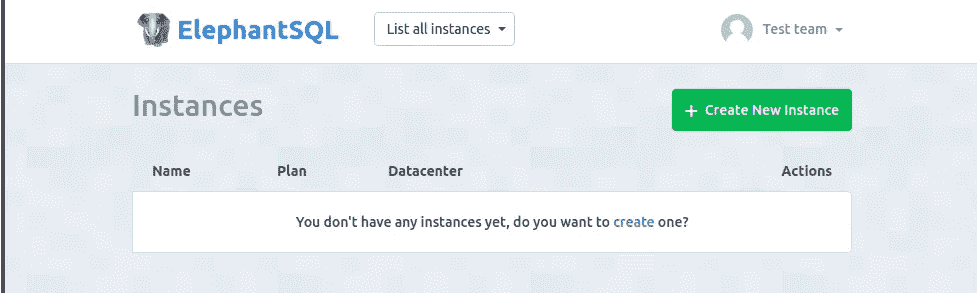 ElephantSQL List all instances Test team
Instances + Create New Instance
Name Plan Datacenter Actions
You don't have any instances yet, do you want to create one?